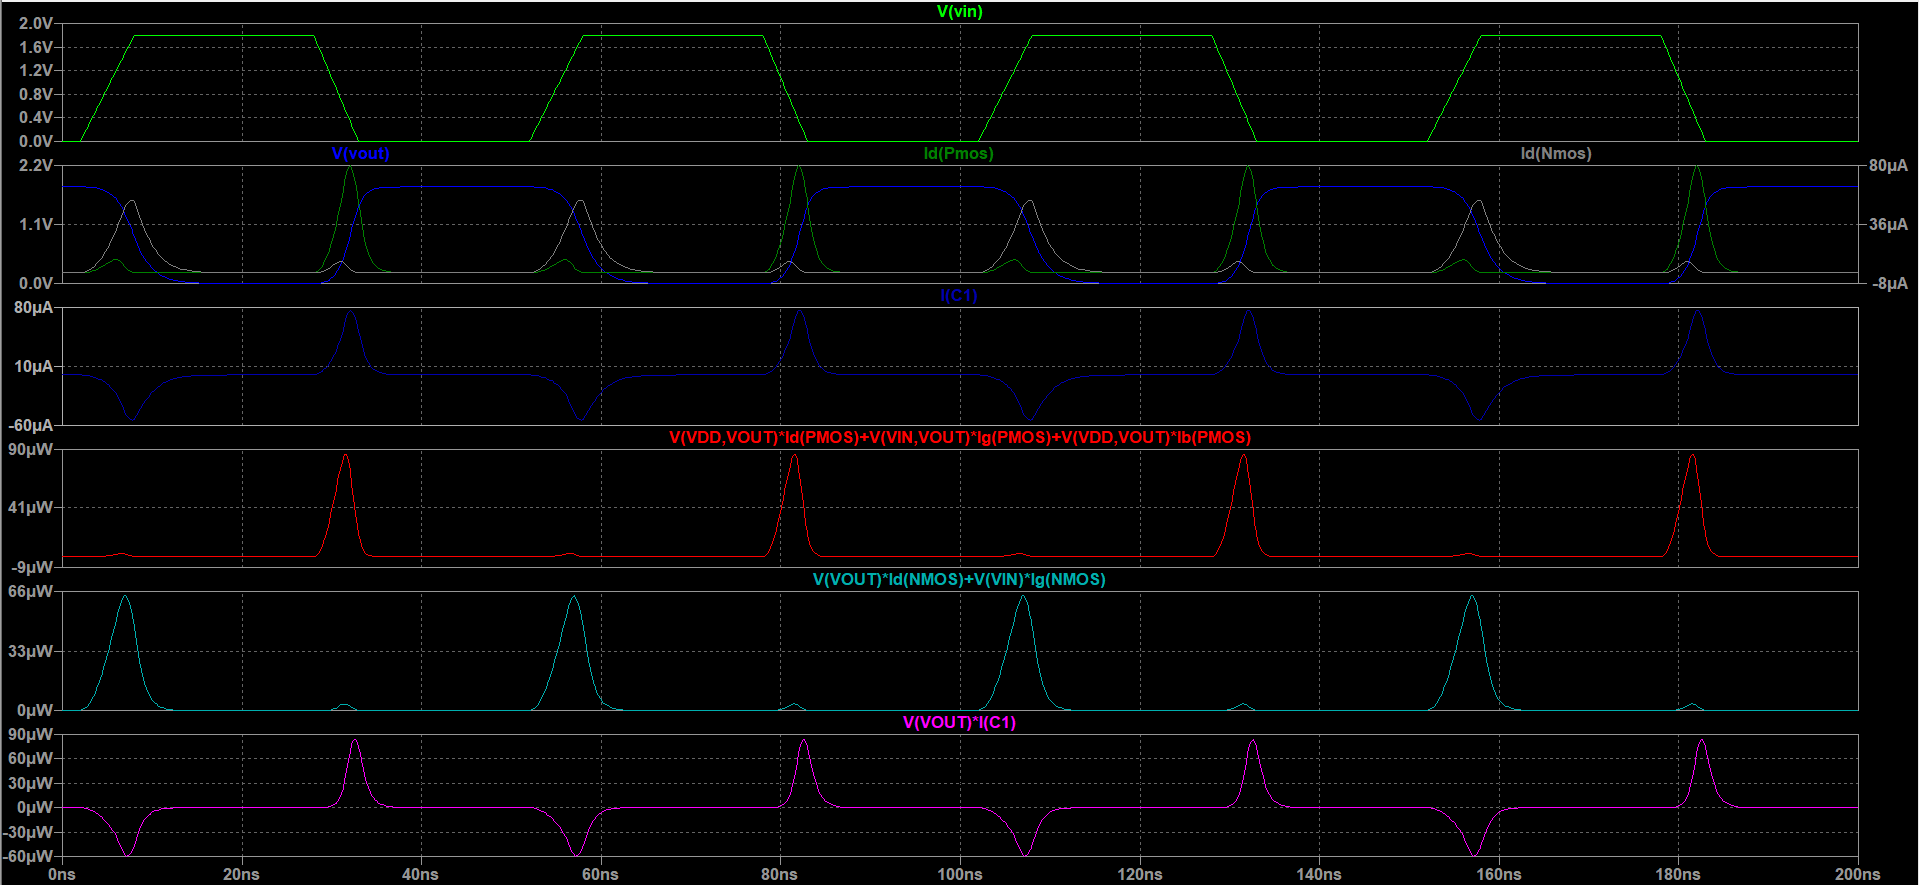 V(vin)
2.0V
1.6V
1.2V
0.8V
0.4V
0.0V
V(vout) Id(Pmos) Id(Nmos)
2.2V 80µA
1.1V 36µA
0.0V -8µA
I(C1)
80µA
10µA
-60µA
V(VDD,VOUT)*Id(PMOS)+V(VIN,VOUT)*Ig(PMOS)+V(VDD,VOUT)*Ib(PMOS)
90µW
41µW
-9µW
V(VOUT)*Id(NMOS)+V(VIN)*Ig(NMOS)
66µW
33µW
0µW
V(VOUT)*I(C1)
90µW
60µW
30µW
0µW
-30µW
-60µW
0ns 20ns 40ns 60ns 80ns 100ns 120ns 140ns 160ns 180ns 200ns